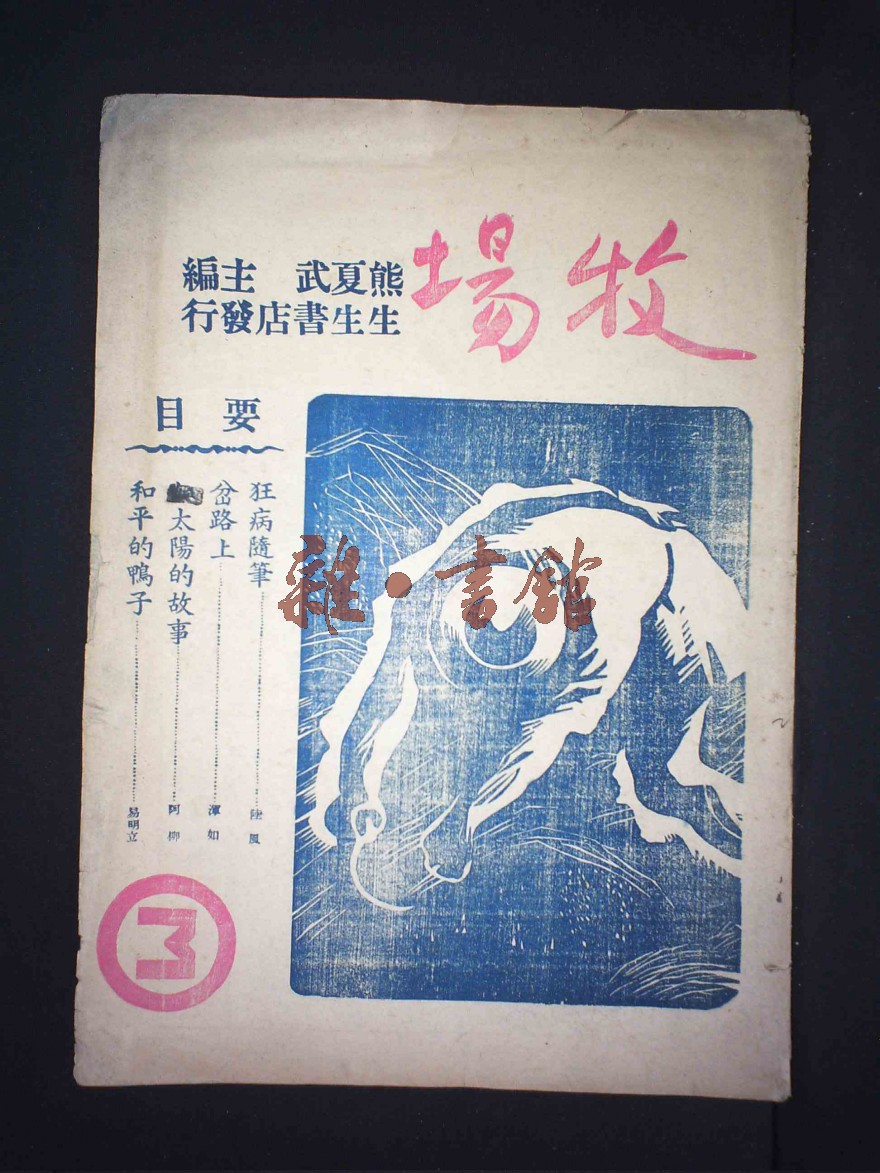 牧場
熊夏武 主編
生生書店發行
要目
狂病隨筆 陸風
岔路上 潭如
太陽的故事 阿柳
和平的鴨子 易明立
3
雜·書館